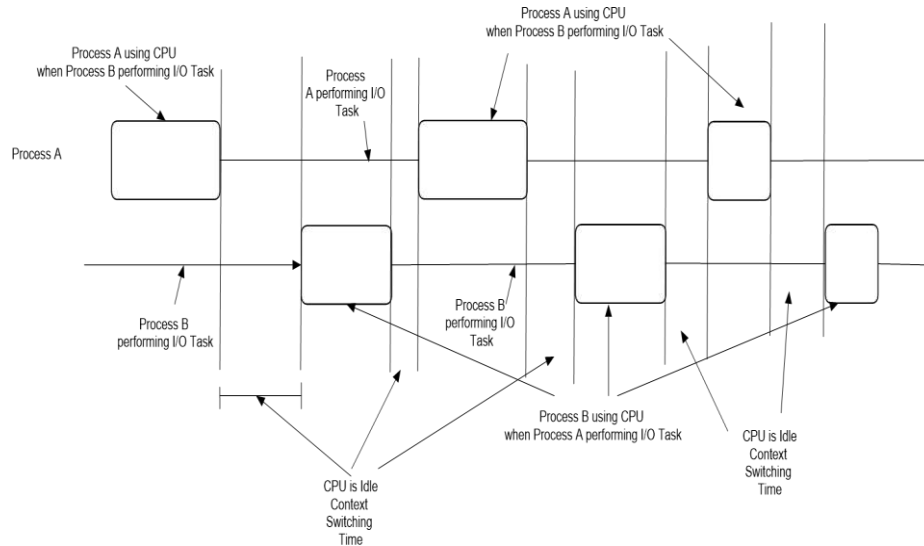 Process A using CPU
when Process B performing I/O Task
Process
A performing I/O
Task
Process A using CPU
when Process B performing I/O Task
Process A
Process B
performing I/O Task
Process B
performing I/O
Task
Process B using CPU
when Process A performing I/O Task
CPU is Idle
Context
Switching
Time
CPU is Idle
Context
Switching
Time